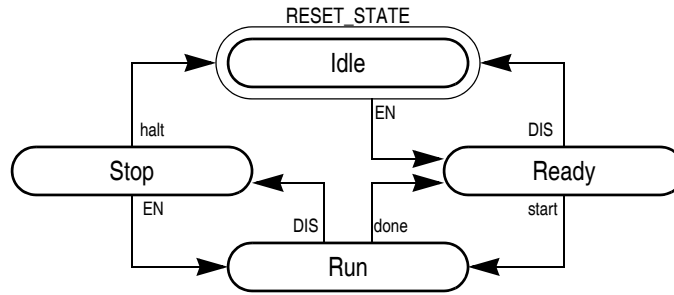 RESET_STATE
Idle
EN
halt
DIS
Stop
Ready
EN
DIS
done
start
Run